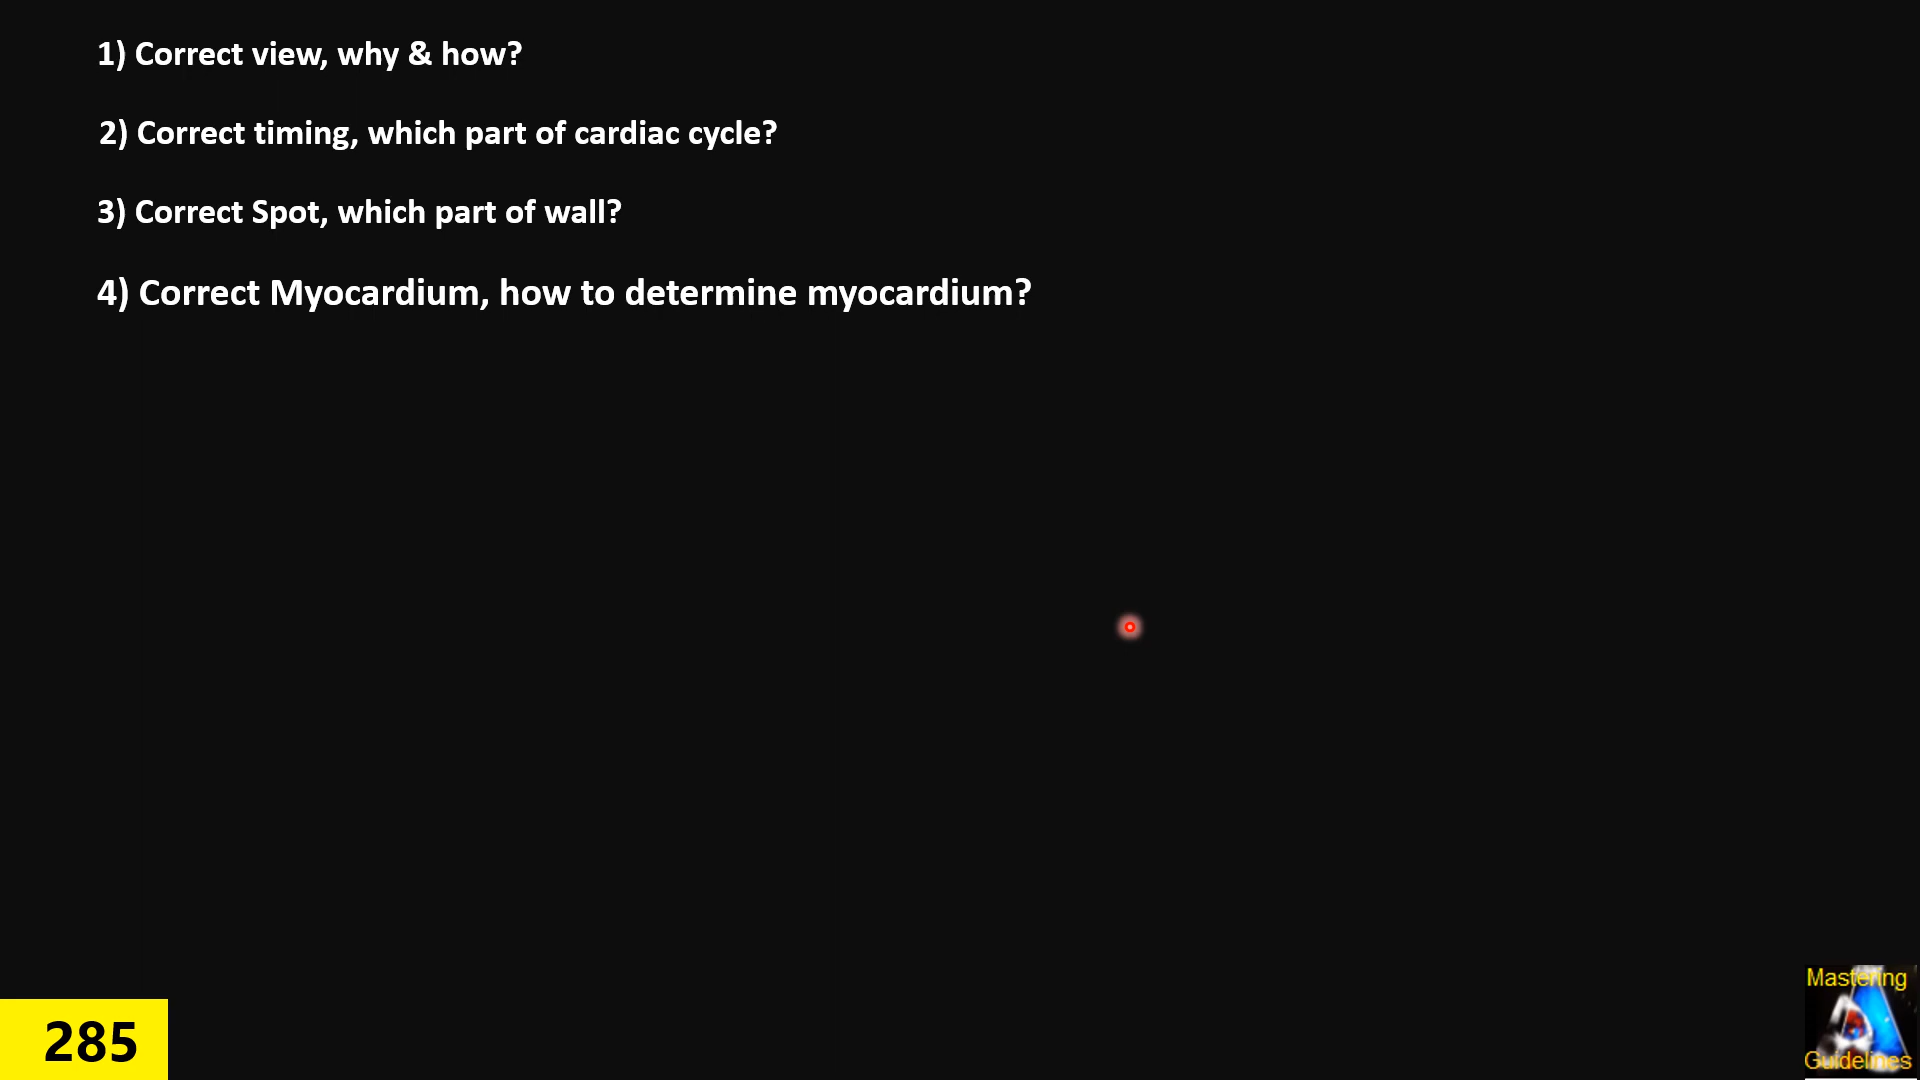 1) Correct view, why & how?
2) Correct timing, which part of cardiac cycle?
3) Correct Spot, which part of wall?
4) Correct Myocardium, how to determine myocardium?
285
Mastering
Guidelines